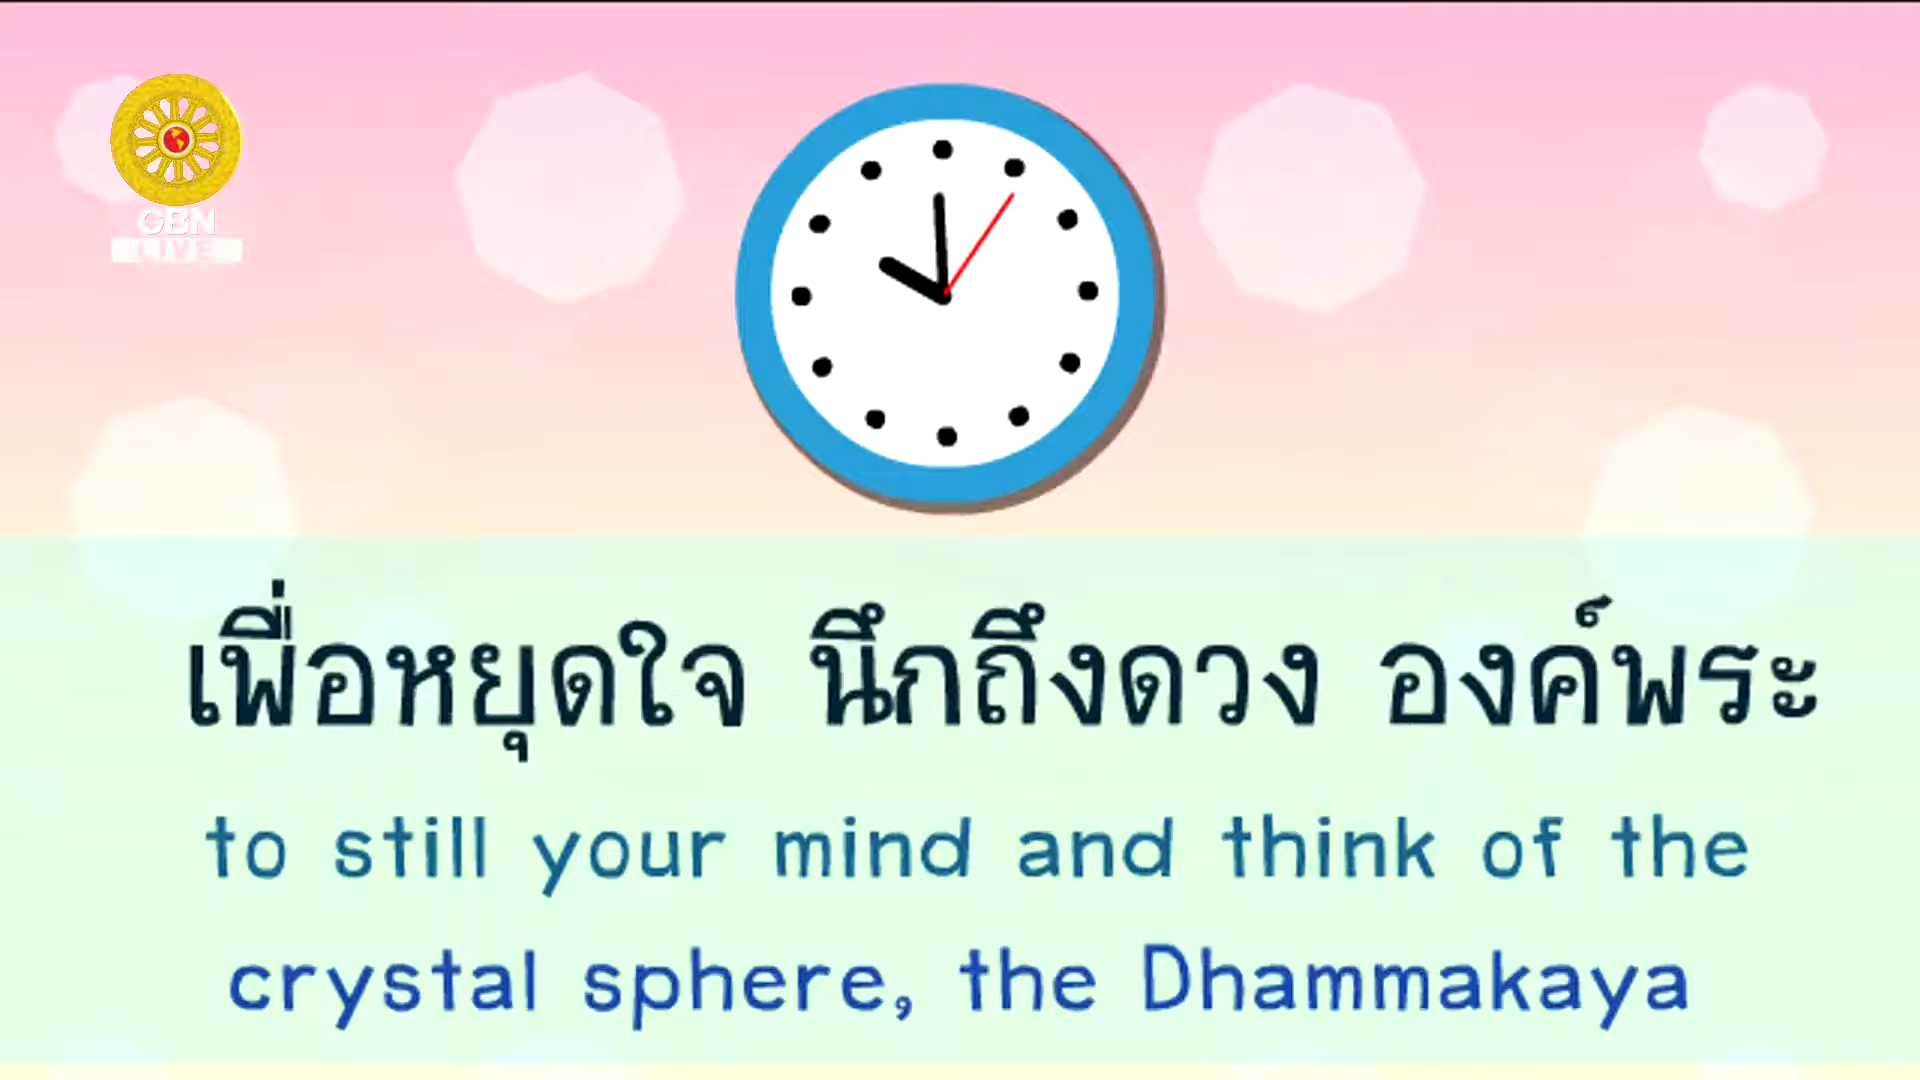 GBN
LIVE
เพื่อหยุดใจ นึกถึงดวง องค์พระ
to still your mind and think of the
crystal sphere, the Dhammakaya